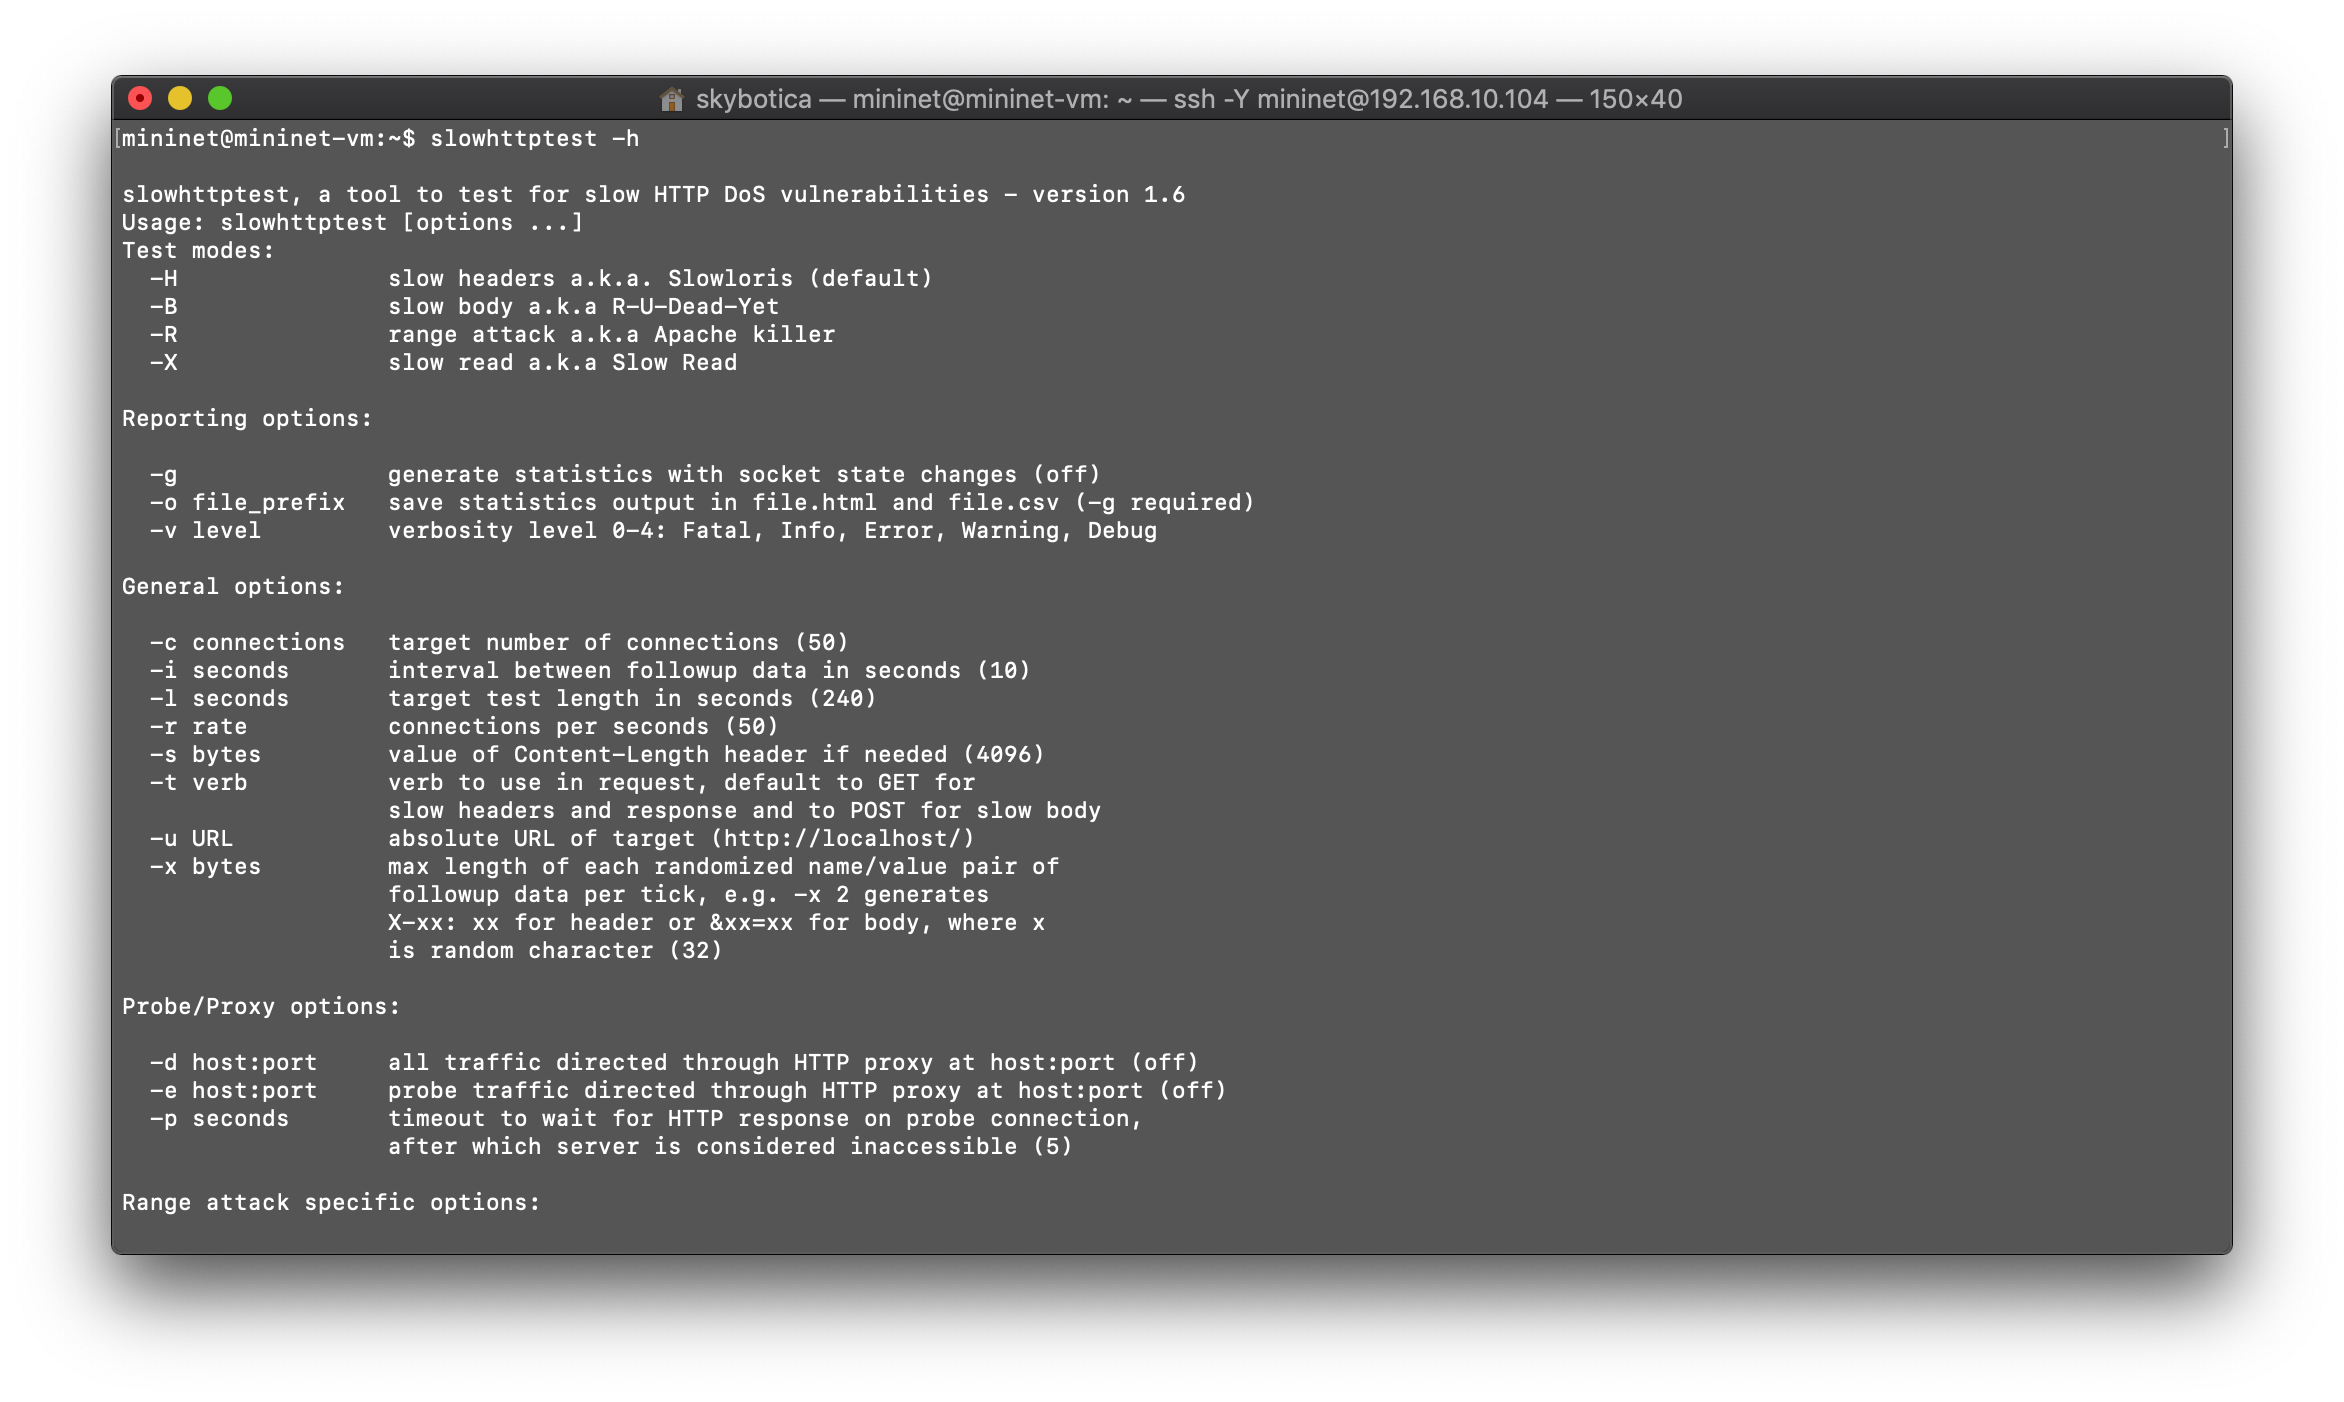 skybotica — mininet@mininet-vm: ~ — ssh -Y mininet@192.168.10.104 — 150×40
[mininet@mininet-vm:~$ slowhttptest -h ]
slowhttptest, a tool to test for slow HTTP DoS vulnerabilities - version 1.6
Usage: slowhttptest [options ...]
Test modes:
  -H               slow headers a.k.a. Slowloris (default)
  -B               slow body a.k.a R-U-Dead-Yet
  -R               range attack a.k.a Apache killer
  -X               slow read a.k.a Slow Read
Reporting options:
  -g               generate statistics with socket state changes (off)
  -o file_prefix   save statistics output in file.html and file.csv (-g required)
  -v level         verbosity level 0-4: Fatal, Info, Error, Warning, Debug
General options:
  -c connections   target number of connections (50)
  -i seconds       interval between followup data in seconds (10)
  -l seconds       target test length in seconds (240)
  -r rate          connections per seconds (50)
  -s bytes         value of Content-Length header if needed (4096)
  -t verb          verb to use in request, default to GET for
                   slow headers and response and to POST for slow body
  -u URL           absolute URL of target (http://localhost/)
  -x bytes         max length of each randomized name/value pair of
                   followup data per tick, e.g. -x 2 generates
                   X-xx: xx for header or &xx=xx for body, where x
                   is random character (32)
Probe/Proxy options:
  -d host:port     all traffic directed through HTTP proxy at host:port (off)
  -e host:port     probe traffic directed through HTTP proxy at host:port (off)
  -p seconds       timeout to wait for HTTP response on probe connection,
                   after which server is considered inaccessible (5)
Range attack specific options: